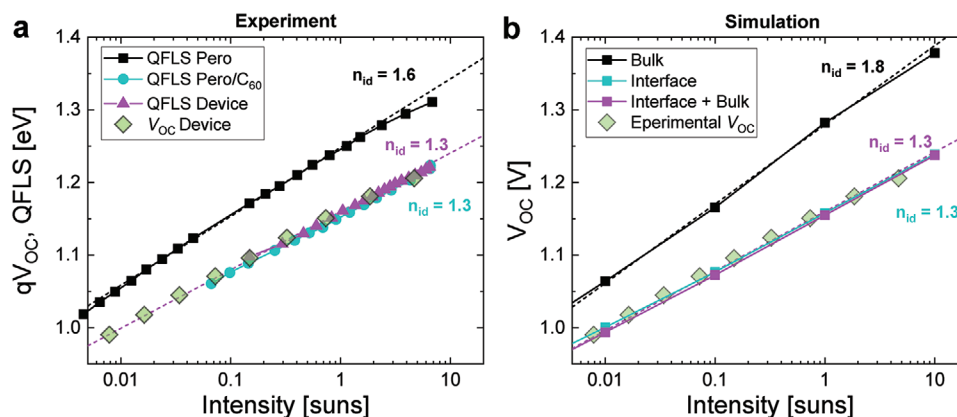 a
Experiment
qV_OC, QFLS [eV]
1.4
1.3
1.2
1.1
1.0
QFLS Pero
QFLS Pero/C_60
QFLS Device
V_OC Device
n_id = 1.6
n_id = 1.3
n_id = 1.3
0.01 0.1 1 10
Intensity [suns]
b
Simulation
V_OC [V]
1.4
1.3
1.2
1.1
1.0
Bulk
Interface
Interface + Bulk
Eperimental V_OC
n_id = 1.8
n_id = 1.3
n_id = 1.3
0.01 0.1 1 10
Intensity [suns]